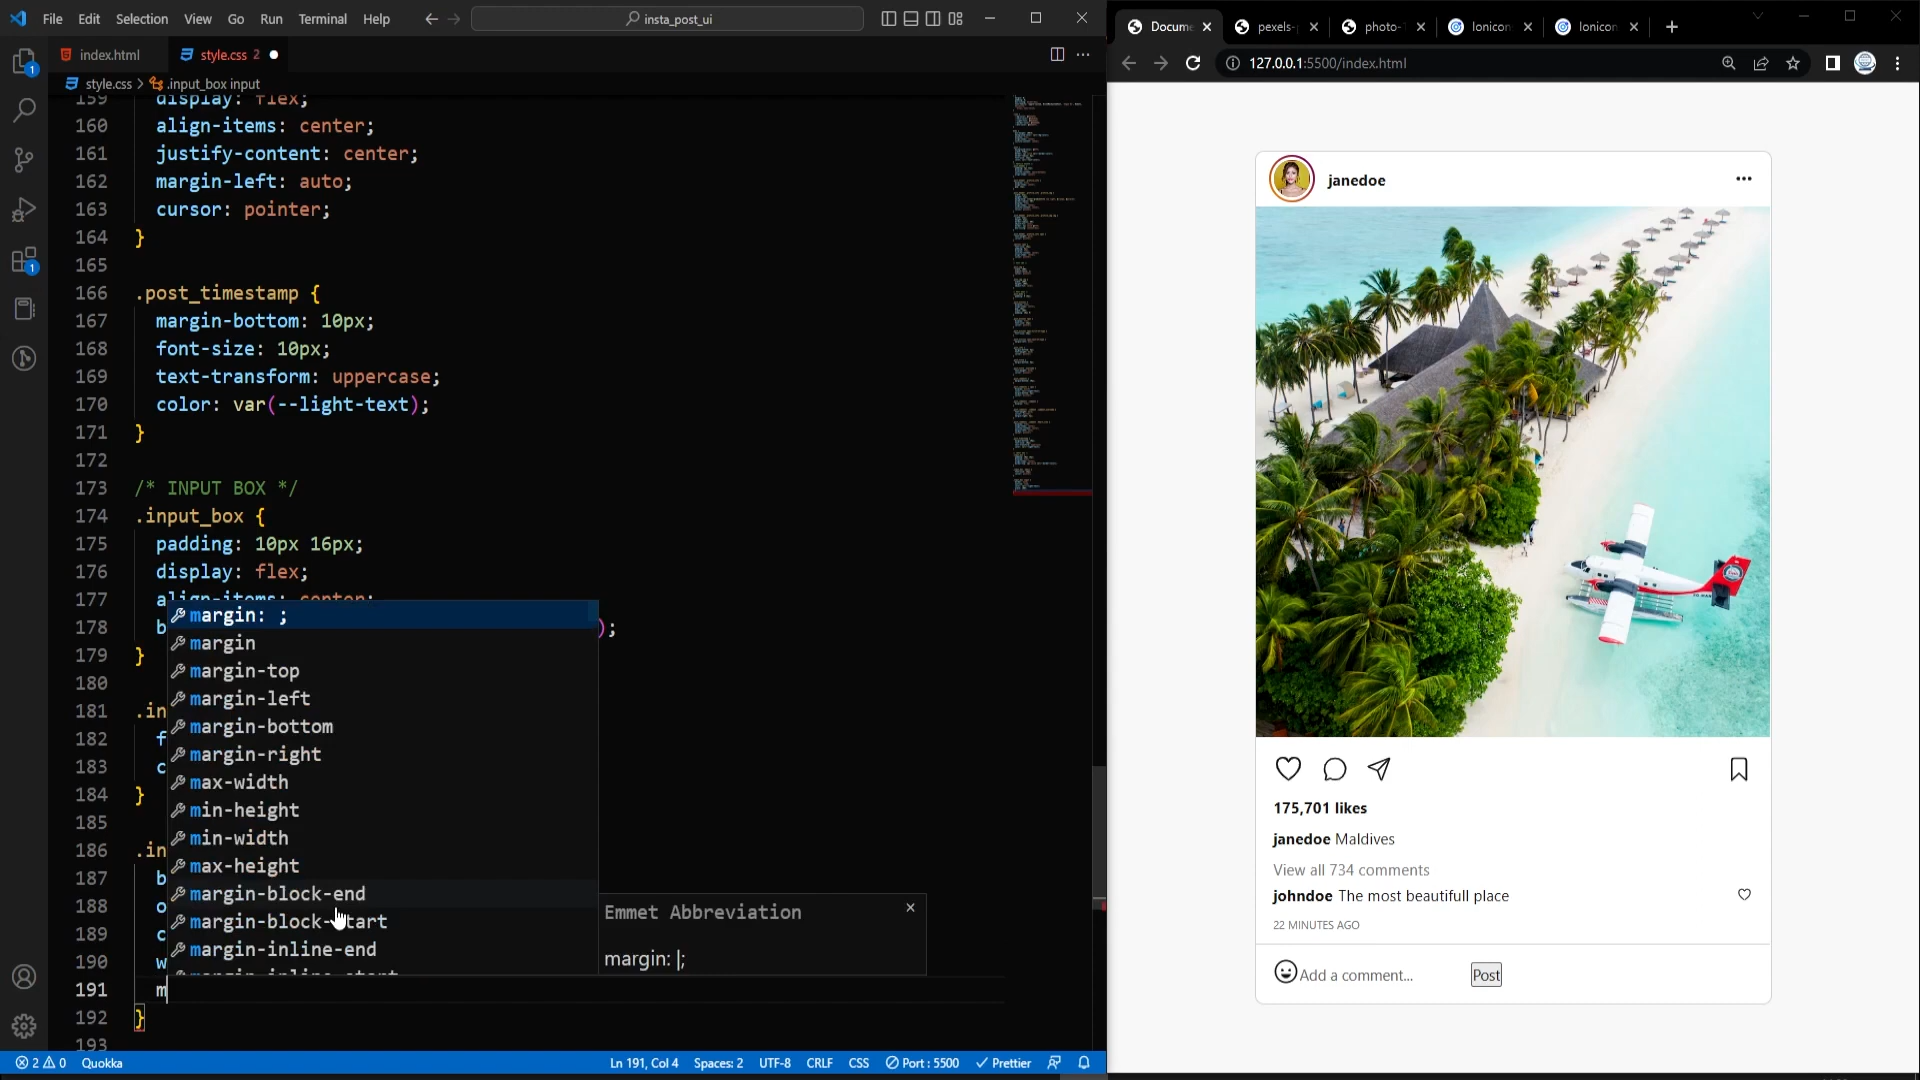 File Edit Selection View Go Run Terminal Help
insta_post_ui
index.html
style.css 2
style.css > .input_box input
159 display: flex;
160 align-items: center;
161 justify-content: center;
162 margin-left: auto;
163 cursor: pointer;
164 }
165
166 .post_timestamp {
167 margin-bottom: 10px;
168 font-size: 10px;
169 text-transform: uppercase;
170 color: var(--light-text);
171 }
172
173 /* INPUT BOX */
174 .input_box {
175 padding: 10px 16px;
176 display: flex;
177 align-items: center;
178 b );
179 }
180
181 .in
182 f
183 c
184 }
185
186 .in
187 b
188 o
189 c
190 w
191 m
192 }
193
margin: ;
margin
margin-top
margin-left
margin-bottom
margin-right
max-width
min-height
min-width
max-height
margin-block-end
margin-block-start
margin-inline-end
margin-inline-start
Emmet Abbreviation
margin: |;
1
1
2 0 Quokka
Ln 191, Col 4 Spaces: 2 UTF-8 CRLF CSS Port : 5500 Prettier
Docume
pexels-
photo-1
Ionicon
Ionicon
127.0.0.1:5500/index.html
janedoe
175,701 likes
janedoe Maldives
View all 734 comments
johndoe The most beautifull place
22 MINUTES AGO
Add a comment...
Post